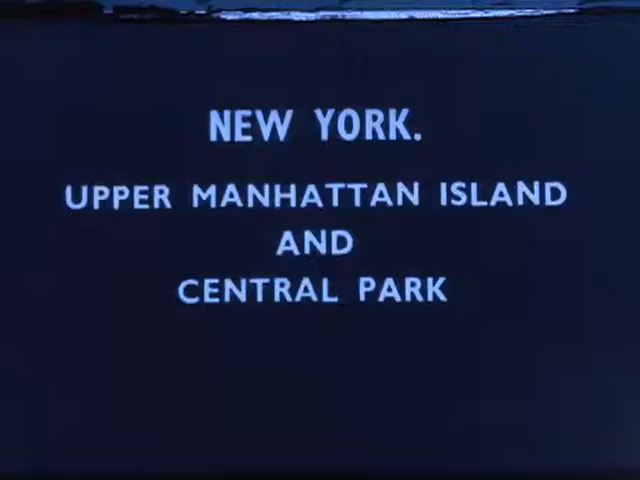 NEW YORK.
UPPER MANHATTAN ISLAND
AND
CENTRAL PARK